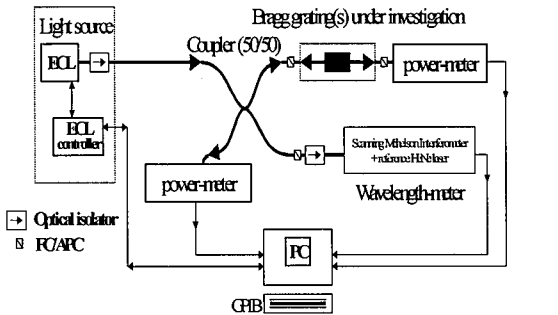 Light source
Bragg grating(s) under investigation
Coupler (50/50)
ECL
power-meter
ECL
controller
Scanning Michelson Interferometer
+ reference HeNe laser
power-meter
Wavelength-meter
Optical isolator
FC/APC
PC
GPIB